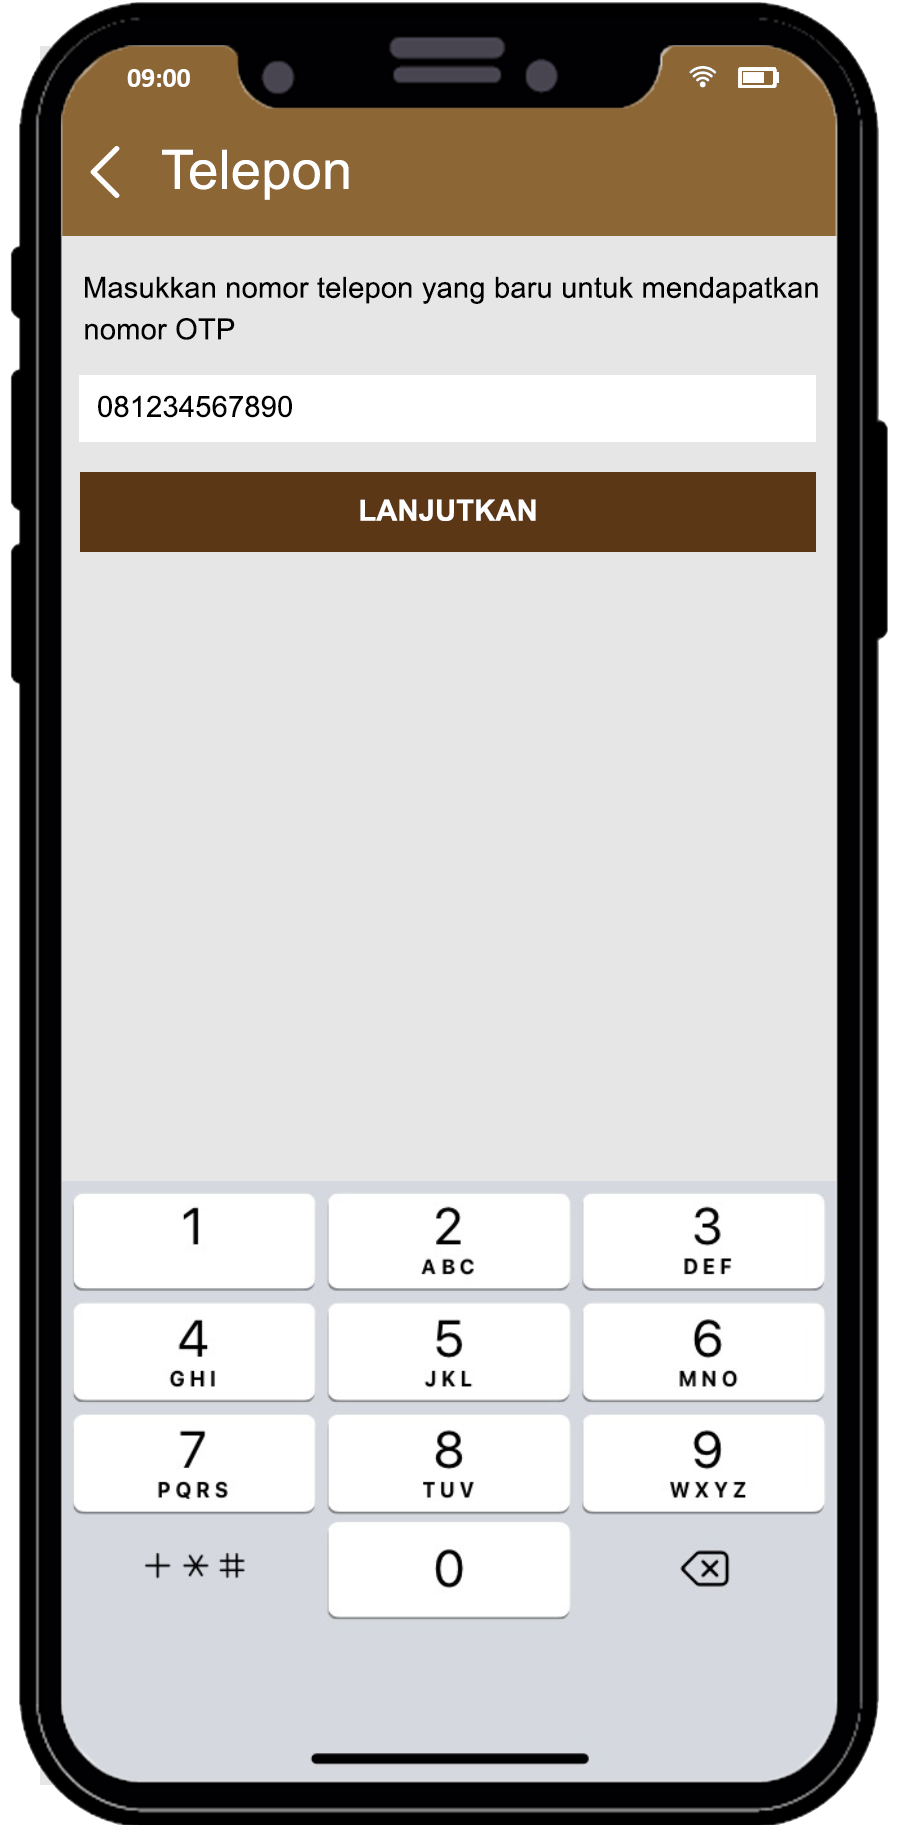 09:00
Telepon
Masukkan nomor telepon yang baru untuk mendapatkan
nomor OTP
081234567890
LANJUTKAN
1
2
ABC
3
DEF
4
GHI
5
JKL
6
MNO
7
PQRS
8
TUV
9
WXYZ
+ * #
0